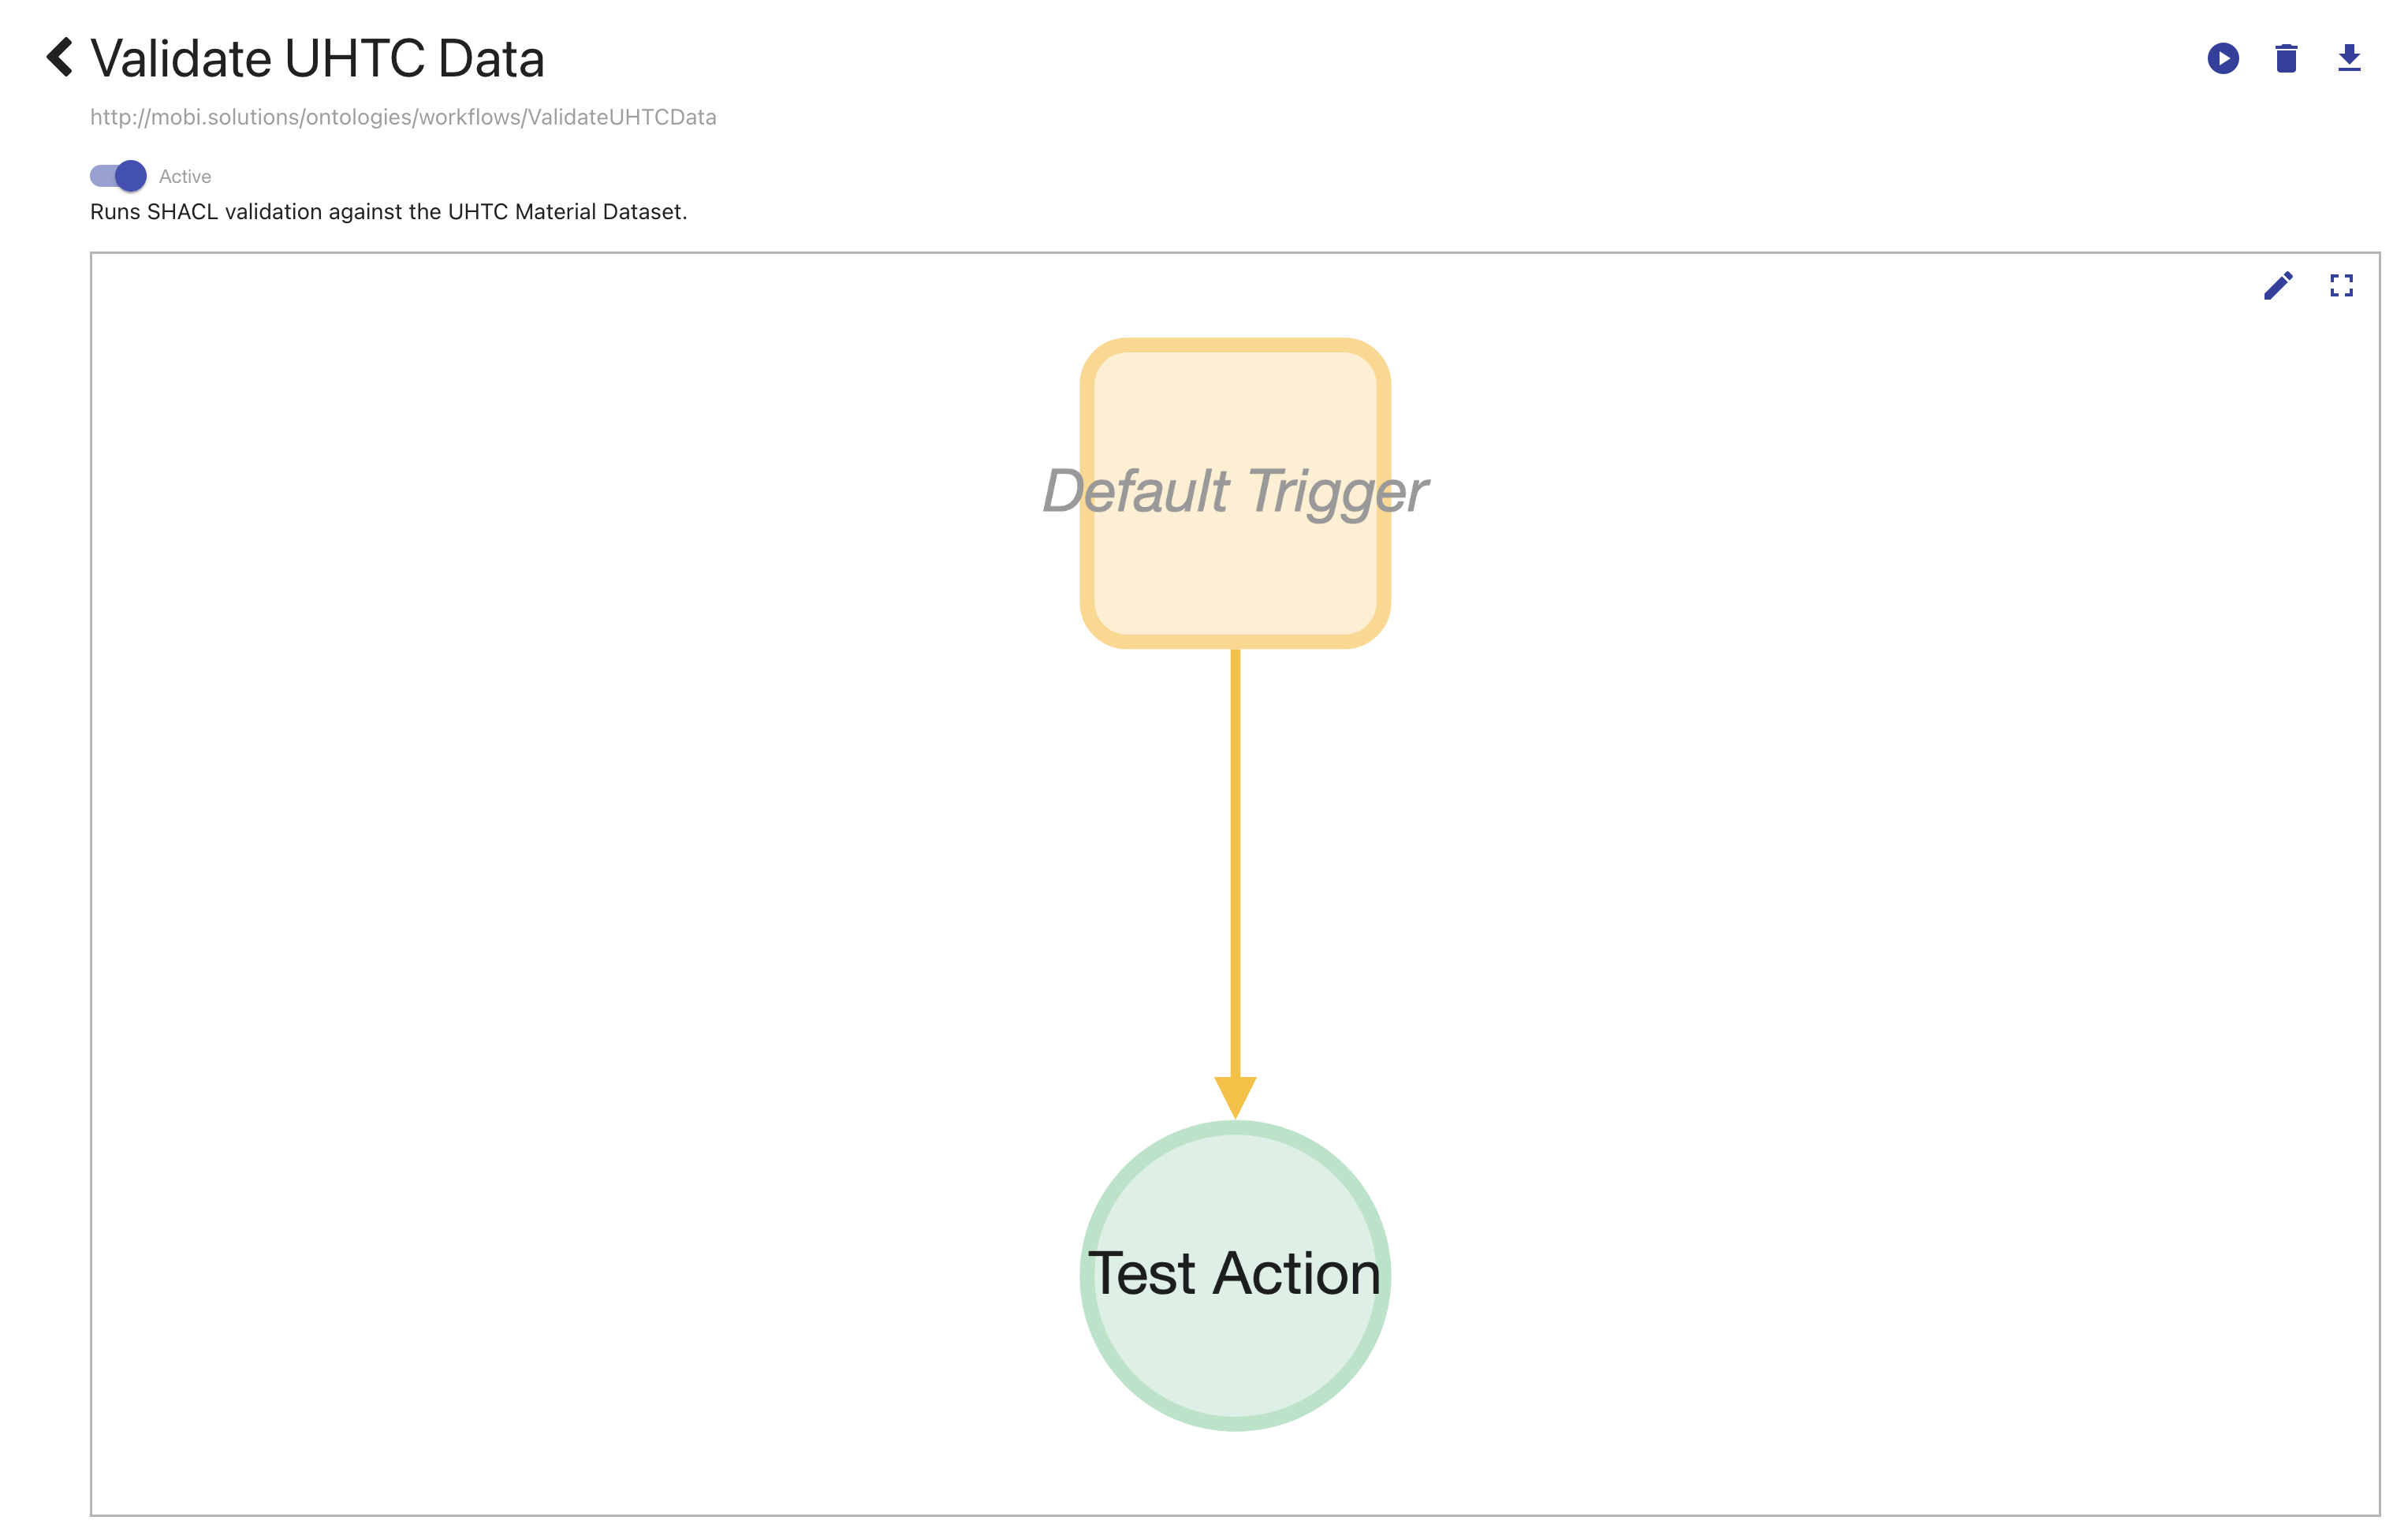 Validate UHTC Data
http://mobi.solutions/ontologies/workflows/ValidateUHTCData
Active
Runs SHACL validation against the UHTC Material Dataset.
Default Trigger
Test Action